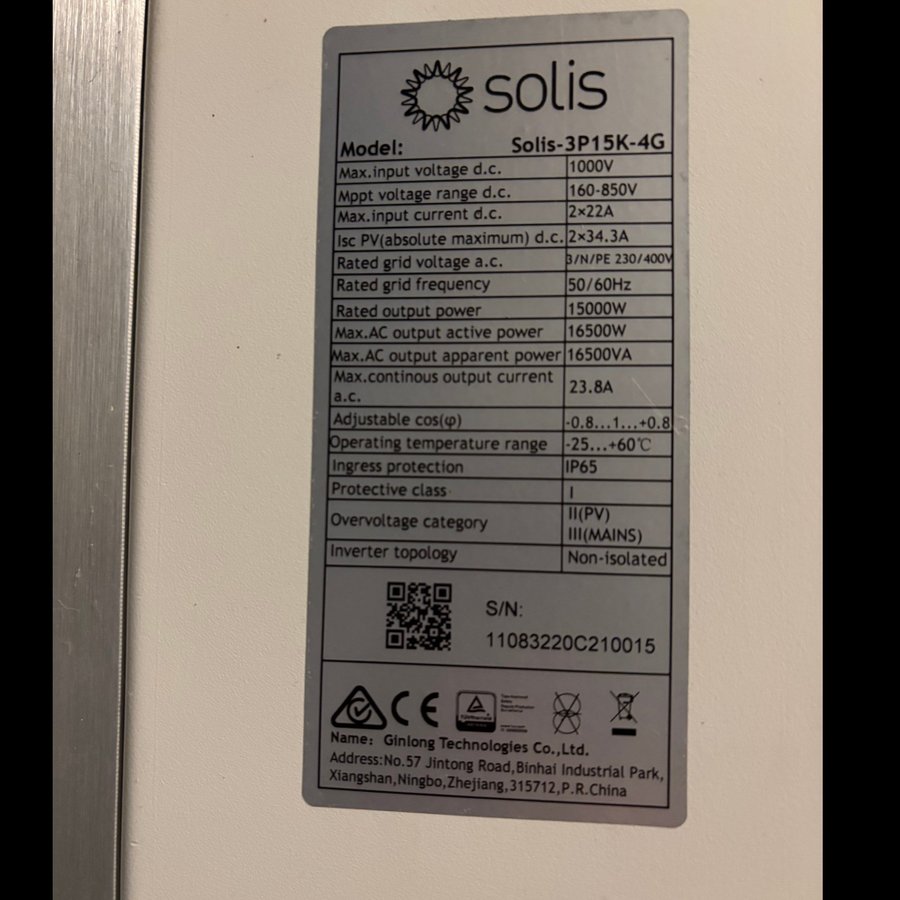 solis
Model: Solis-3P15K-4G
Max.input voltage d.c. 1000V
Mppt voltage range d.c. 160-850V
Max.input current d.c. 2×22A
Isc PV(absolute maximum) d.c. 2×34.3A
Rated grid voltage a.c. 3/N/PE 230/400V
Rated grid frequency 50/60Hz
Rated output power 15000W
Max.AC output active power 16500W
Max.AC output apparent power 16500VA
Max.continous output current
a.c. 23.8A
Adjustable cos(φ) -0.8...1...+0.8
Operating temperature range -25...+60℃
Ingress protection IP65
Protective class I
Overvoltage category II(PV)
III(MAINS)
Inverter topology Non-isolated
S/N:
11083220C210015
CE
Name: Ginlong Technologies Co.,Ltd.
Address:No.57 Jintong Road,Binhai Industrial Park,
Xiangshan,Ningbo,Zhejiang,315712,P.R.China